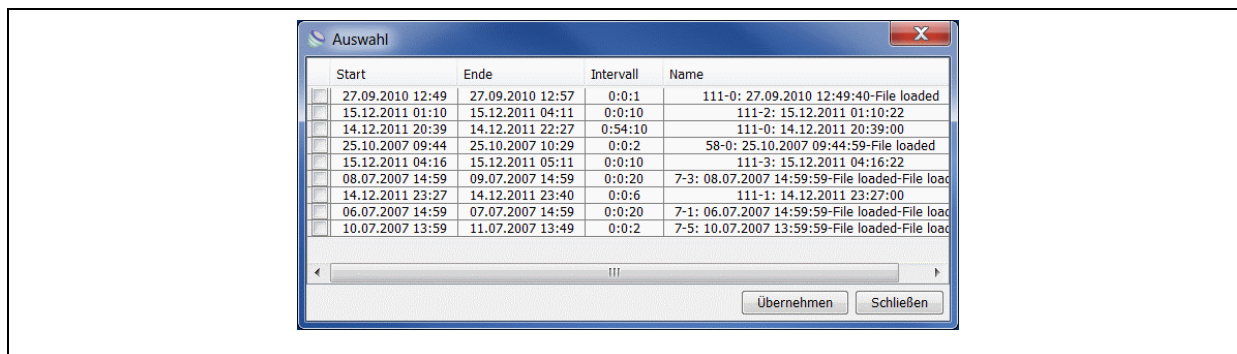 Auswahl
Start Ende Intervall Name
27.09.2010 12:49 27.09.2010 12:57 0:0:1 111-0: 27.09.2010 12:49:40-File loaded
15.12.2011 01:10 15.12.2011 04:11 0:0:10 111-2: 15.12.2011 01:10:22
14.12.2011 20:39 14.12.2011 22:27 0:54:10 111-0: 14.12.2011 20:39:00
25.10.2007 09:44 25.10.2007 10:29 0:0:2 58-0: 25.10.2007 09:44:59-File loaded
15.12.2011 04:16 15.12.2011 05:11 0:0:10 111-3: 15.12.2011 04:16:22
08.07.2007 14:59 09.07.2007 14:59 0:0:20 7-3: 08.07.2007 14:59:59-File loaded-File load
14.12.2011 23:27 14.12.2011 23:40 0:0:6 111-1: 14.12.2011 23:27:00
06.07.2007 14:59 07.07.2007 14:59 0:0:20 7-1: 06.07.2007 14:59:59-File loaded-File load
10.07.2007 13:59 11.07.2007 13:49 0:0:2 7-5: 10.07.2007 13:59:59-File loaded-File load
Übernehmen Schließen